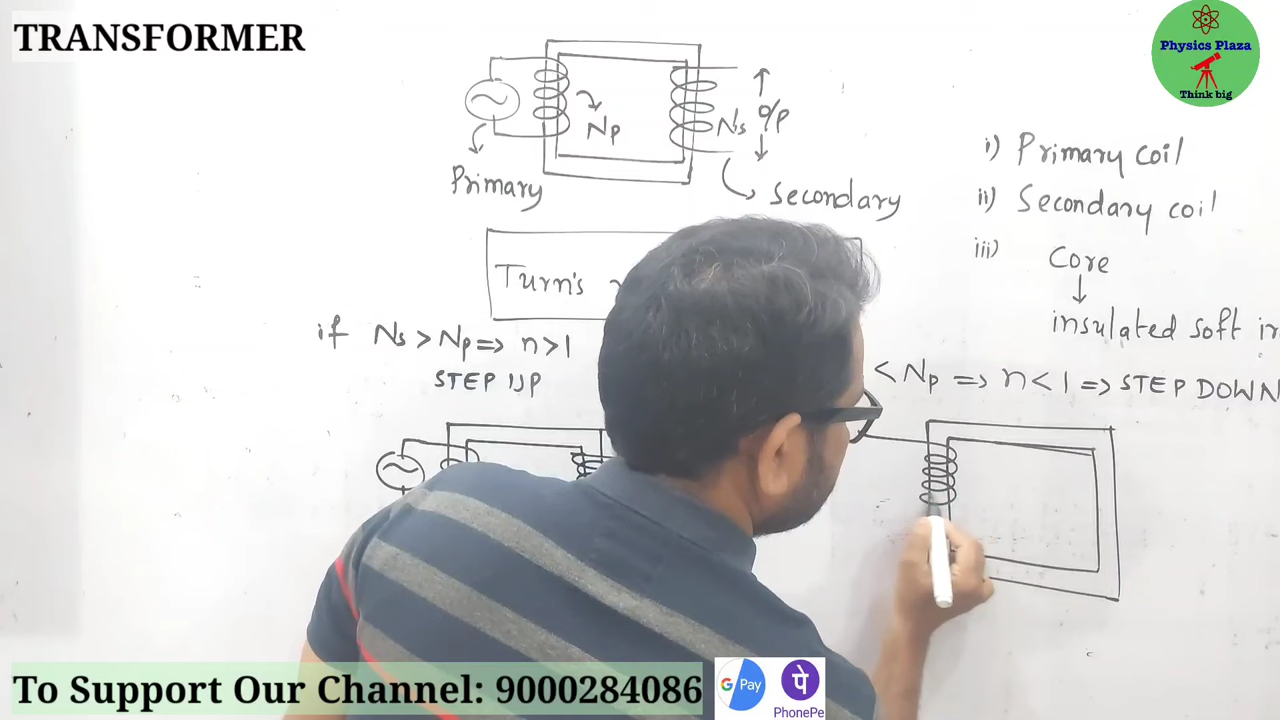 TRANSFORMER
Physics Plaza
Think big
Np
Ns
O/P
Primary
Secondary
i) Primary coil
ii) Secondary coil
iii) Core
insulated soft
Turn's
if Ns > Np => n > 1
STEP UP
< Np => n < 1 => STEP DOWN
To Support Our Channel: 9000284086
G Pay
पे
PhonePe